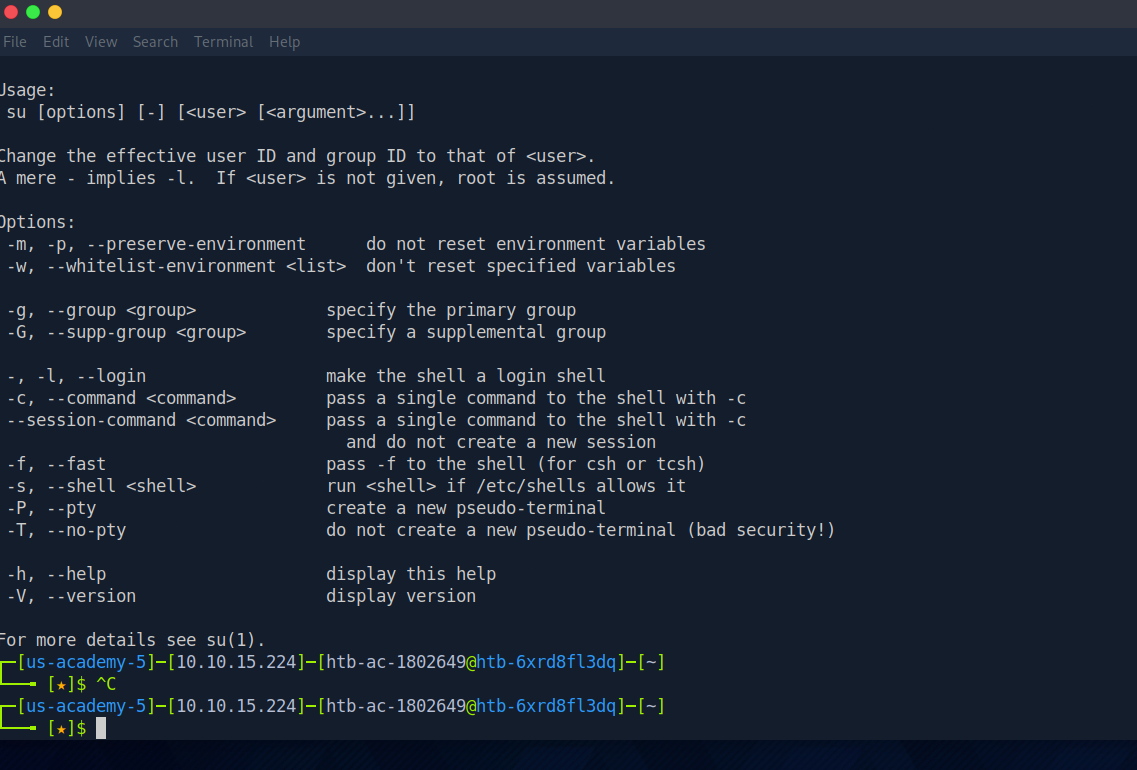 File Edit View Search Terminal Help
Usage:
su [options] [-] [<user> [<argument>...]]
Change the effective user ID and group ID to that of <user>.
A mere - implies -l.  If <user> is not given, root is assumed.
Options:
-m, -p, --preserve-environment      do not reset environment variables
-w, --whitelist-environment <list>  don't reset specified variables
-g, --group <group>             specify the primary group
-G, --supp-group <group>        specify a supplemental group
-, -l, --login                  make the shell a login shell
-c, --command <command>         pass a single command to the shell with -c
--session-command <command>     pass a single command to the shell with -c
and do not create a new session
-f, --fast                      pass -f to the shell (for csh or tcsh)
-s, --shell <shell>             run <shell> if /etc/shells allows it
-P, --pty                       create a new pseudo-terminal
-T, --no-pty                    do not create a new pseudo-terminal (bad security!)
-h, --help                      display this help
-V, --version                   display version
For more details see su(1).
┌─[us-academy-5]─[10.10.15.224]─[htb-ac-1802649@htb-6xrd8fl3dq]─[~]
└──╼ [★]$ ^C
┌─[us-academy-5]─[10.10.15.224]─[htb-ac-1802649@htb-6xrd8fl3dq]─[~]
└──╼ [★]$